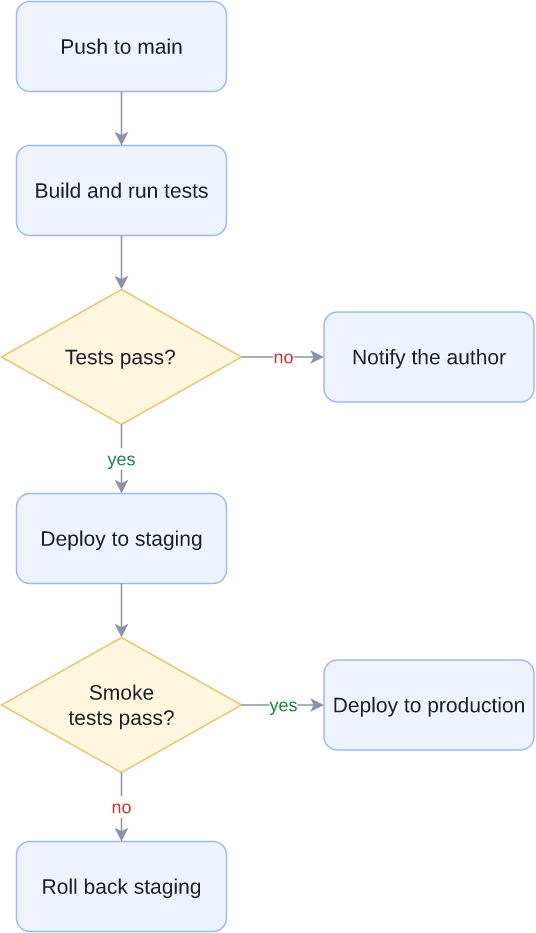 Push to main
Build and run tests
Tests pass?
no
Notify the author
yes
Deploy to staging
Smoke
tests pass?
yes
Deploy to production
no
Roll back staging